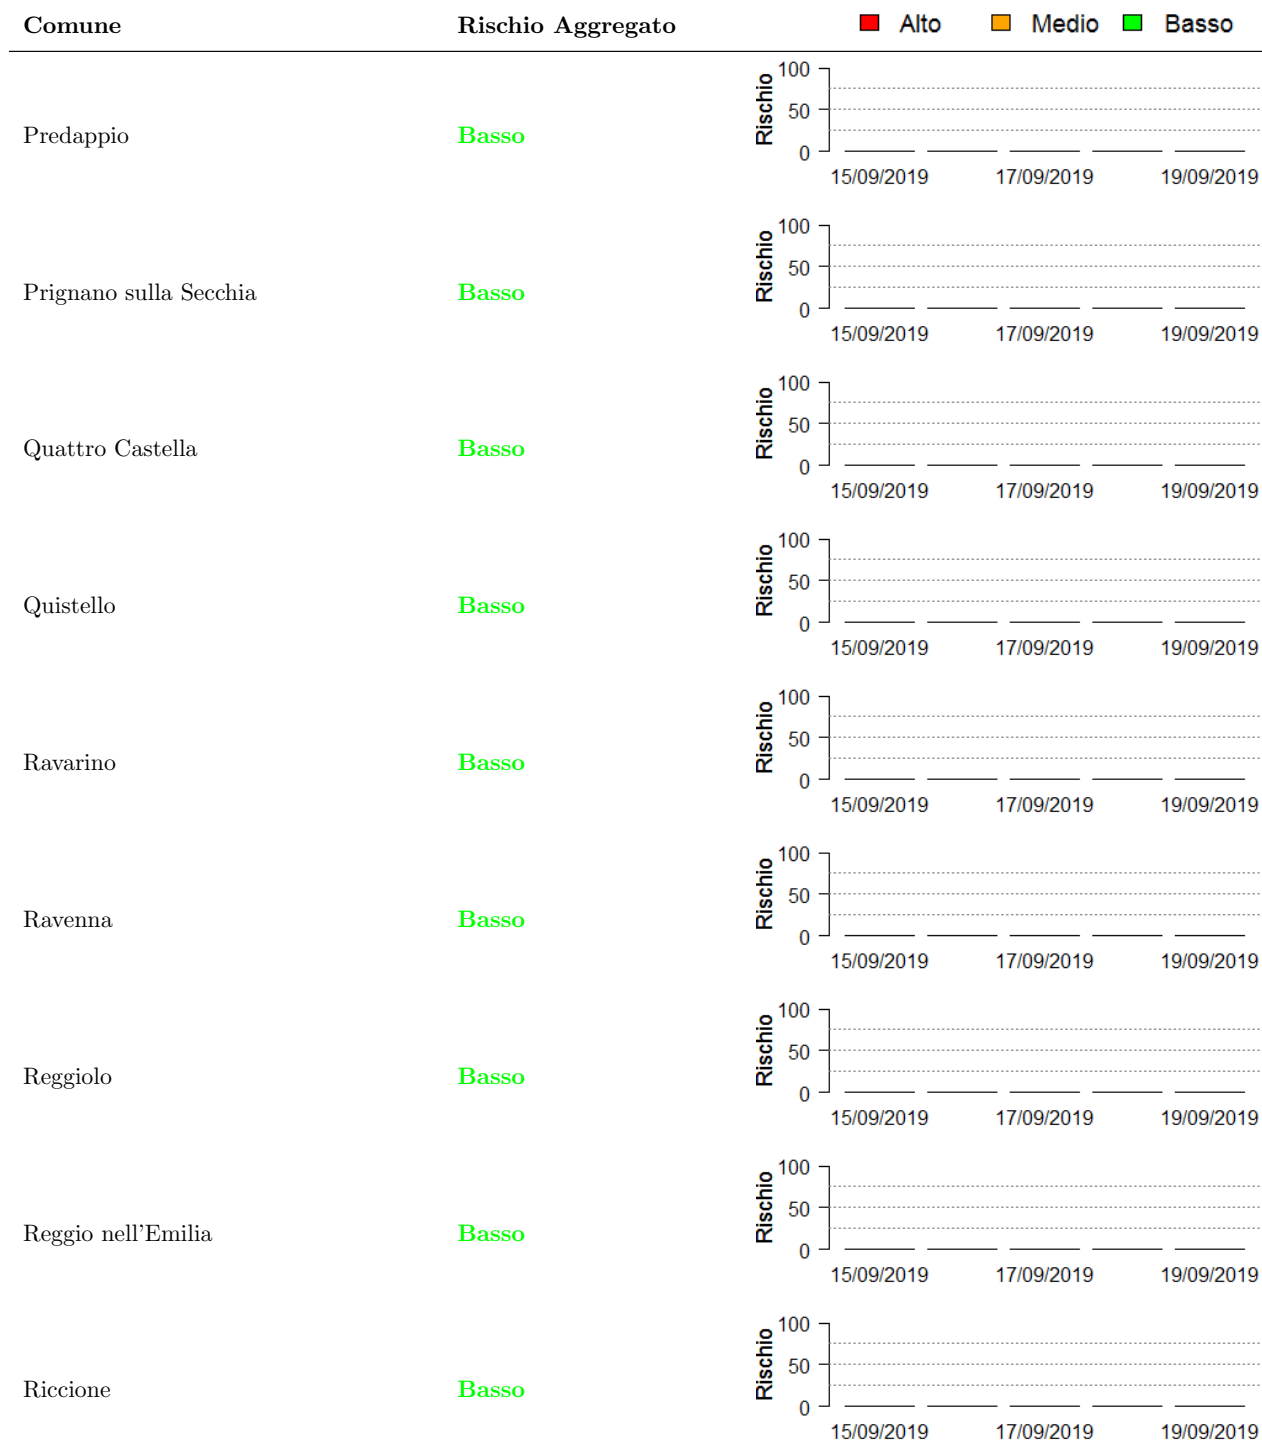 Comune Rischio Aggregato Alto Medio Basso
100
Rischio
50
Predappio Basso
0
15/09/2019 17/09/2019 19/09/2019
100
Rischio
50
Prignano sulla Secchia Basso
0
15/09/2019 17/09/2019 19/09/2019
100
Rischio
50
Quattro Castella Basso
0
15/09/2019 17/09/2019 19/09/2019
100
Rischio
50
Quistello Basso
0
15/09/2019 17/09/2019 19/09/2019
100
Rischio
50
Ravarino Basso
0
15/09/2019 17/09/2019 19/09/2019
100
Rischio
50
Ravenna Basso
0
15/09/2019 17/09/2019 19/09/2019
100
Rischio
50
Reggiolo Basso
0
15/09/2019 17/09/2019 19/09/2019
100
Rischio
50
Reggio nell'Emilia Basso
0
15/09/2019 17/09/2019 19/09/2019
100
Rischio
50
Riccione Basso
0
15/09/2019 17/09/2019 19/09/2019